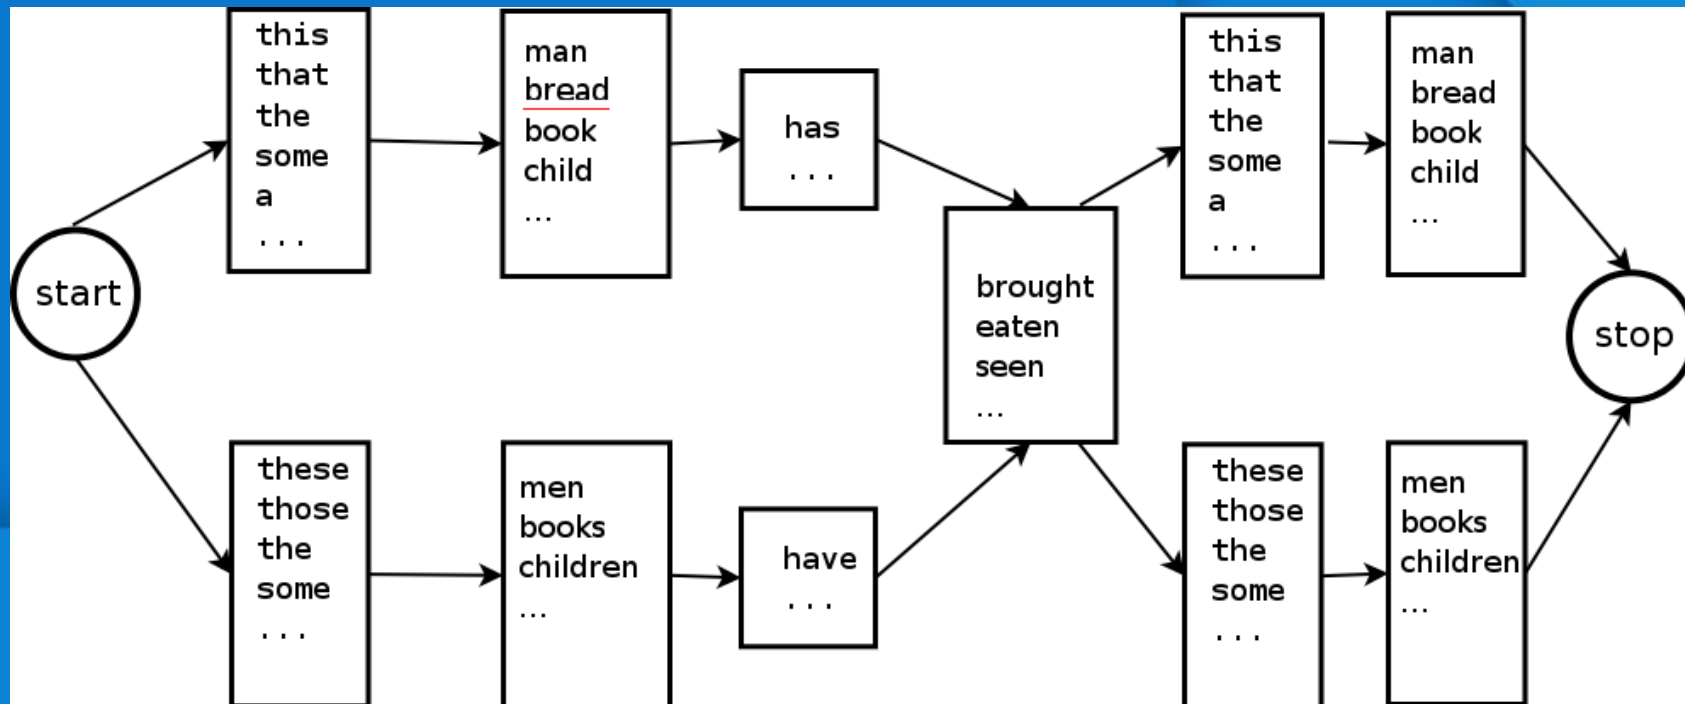 start
this
that
the
some
a
...
man
bread
book
child
...
has
...
these
those
the
some
...
men
books
children
...
have
...
brought
eaten
seen
...
this
that
the
some
a
...
man
bread
book
child
...
these
those
the
some
...
men
books
children
...
stop